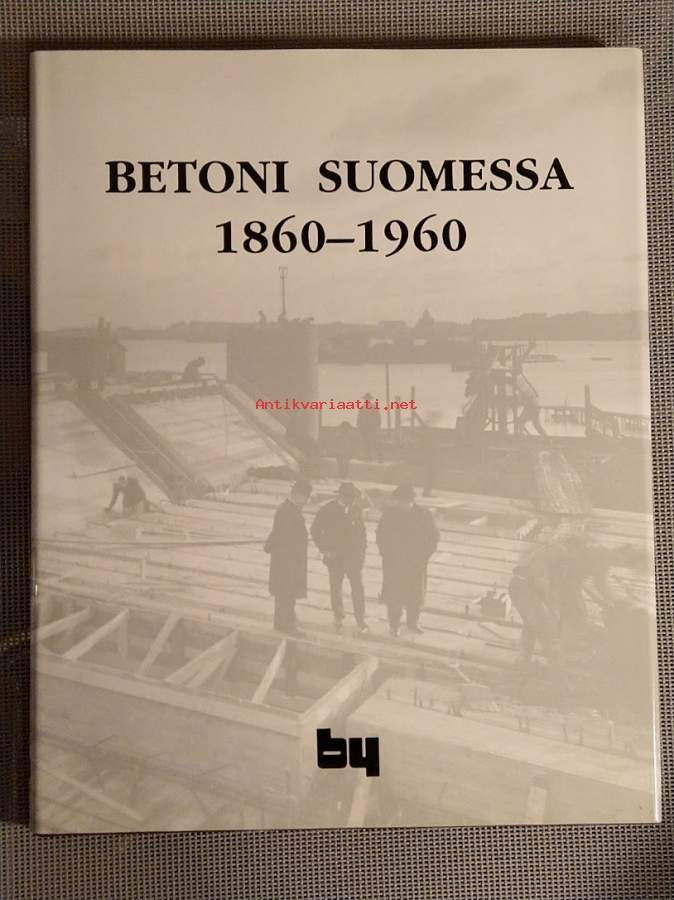 BETONI SUOMESSA
1860–1960
Antikvariaatti.net
by